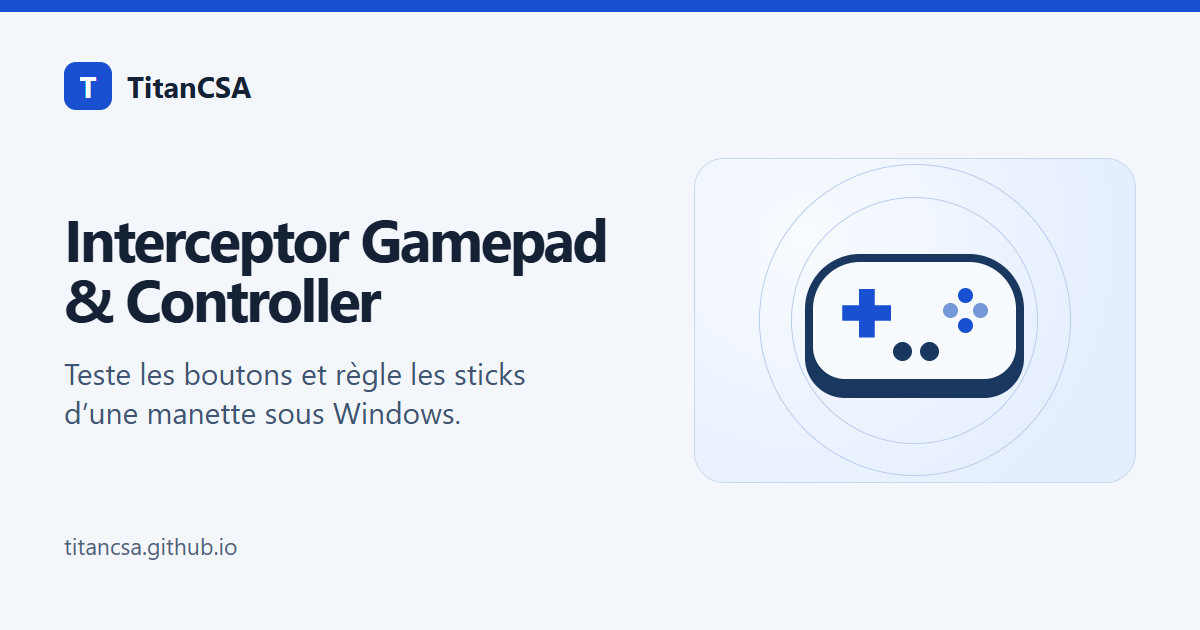 T
TitanCSA
Interceptor Gamepad
& Controller
Teste les boutons et règle les sticks
d’une manette sous Windows.
titancsa.github.io